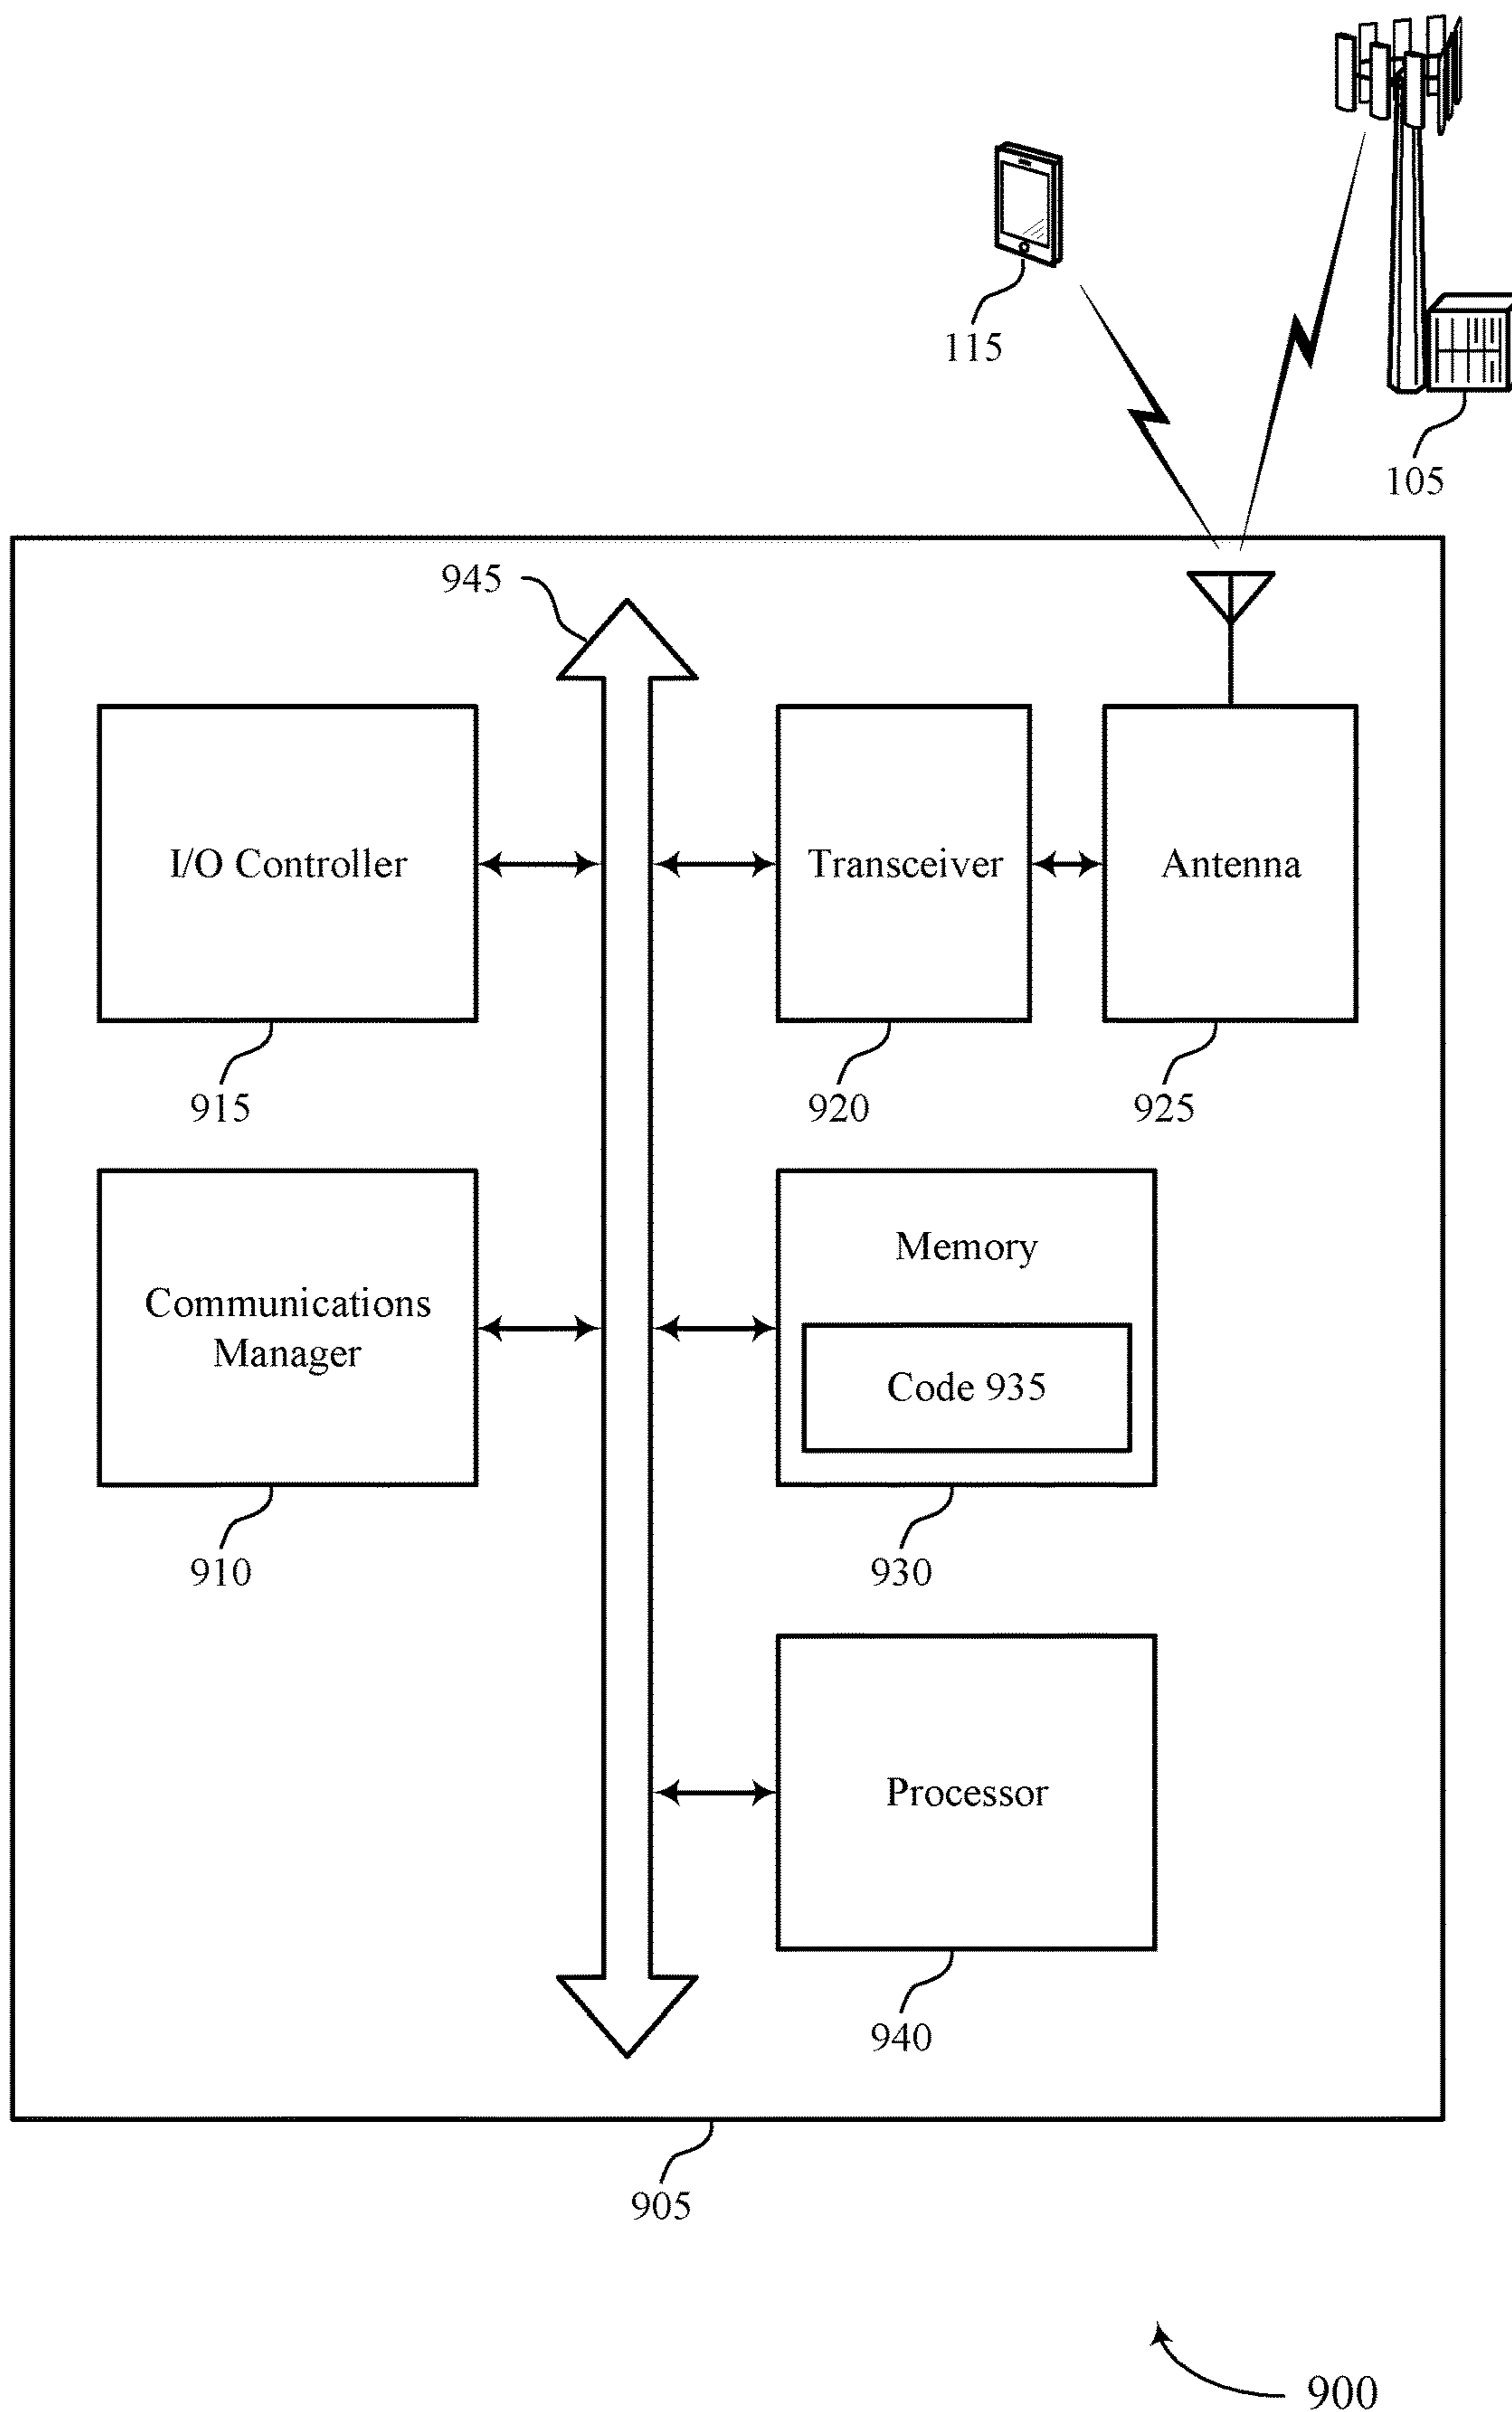 115
105
945
I/O Controller
Transceiver
Antenna
915
920
925
Communications
Manager
Memory
Code 935
910
930
Processor
940
905
900